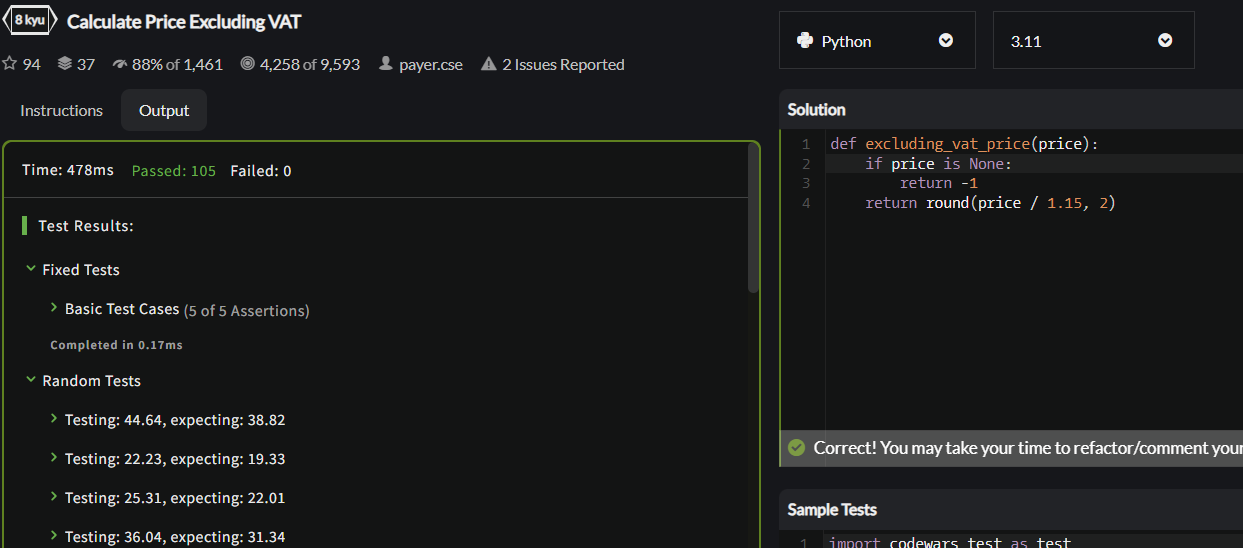 8 kyu Calculate Price Excluding VAT
94 37 88% of 1,461 4,258 of 9,593 payer.cse 2 Issues Reported
Instructions Output
Time: 478ms Passed: 105 Failed: 0
Test Results:
Fixed Tests
Basic Test Cases (5 of 5 Assertions)
Completed in 0.17ms
Random Tests
Testing: 44.64, expecting: 38.82
Testing: 22.23, expecting: 19.33
Testing: 25.31, expecting: 22.01
Testing: 36.04, expecting: 31.34
Python 3.11
Solution
1 def excluding_vat_price(price):
2 if price is None:
3 return -1
4 return round(price / 1.15, 2)
Correct! You may take your time to refactor/comment your
Sample Tests
1 import codewars_test as test